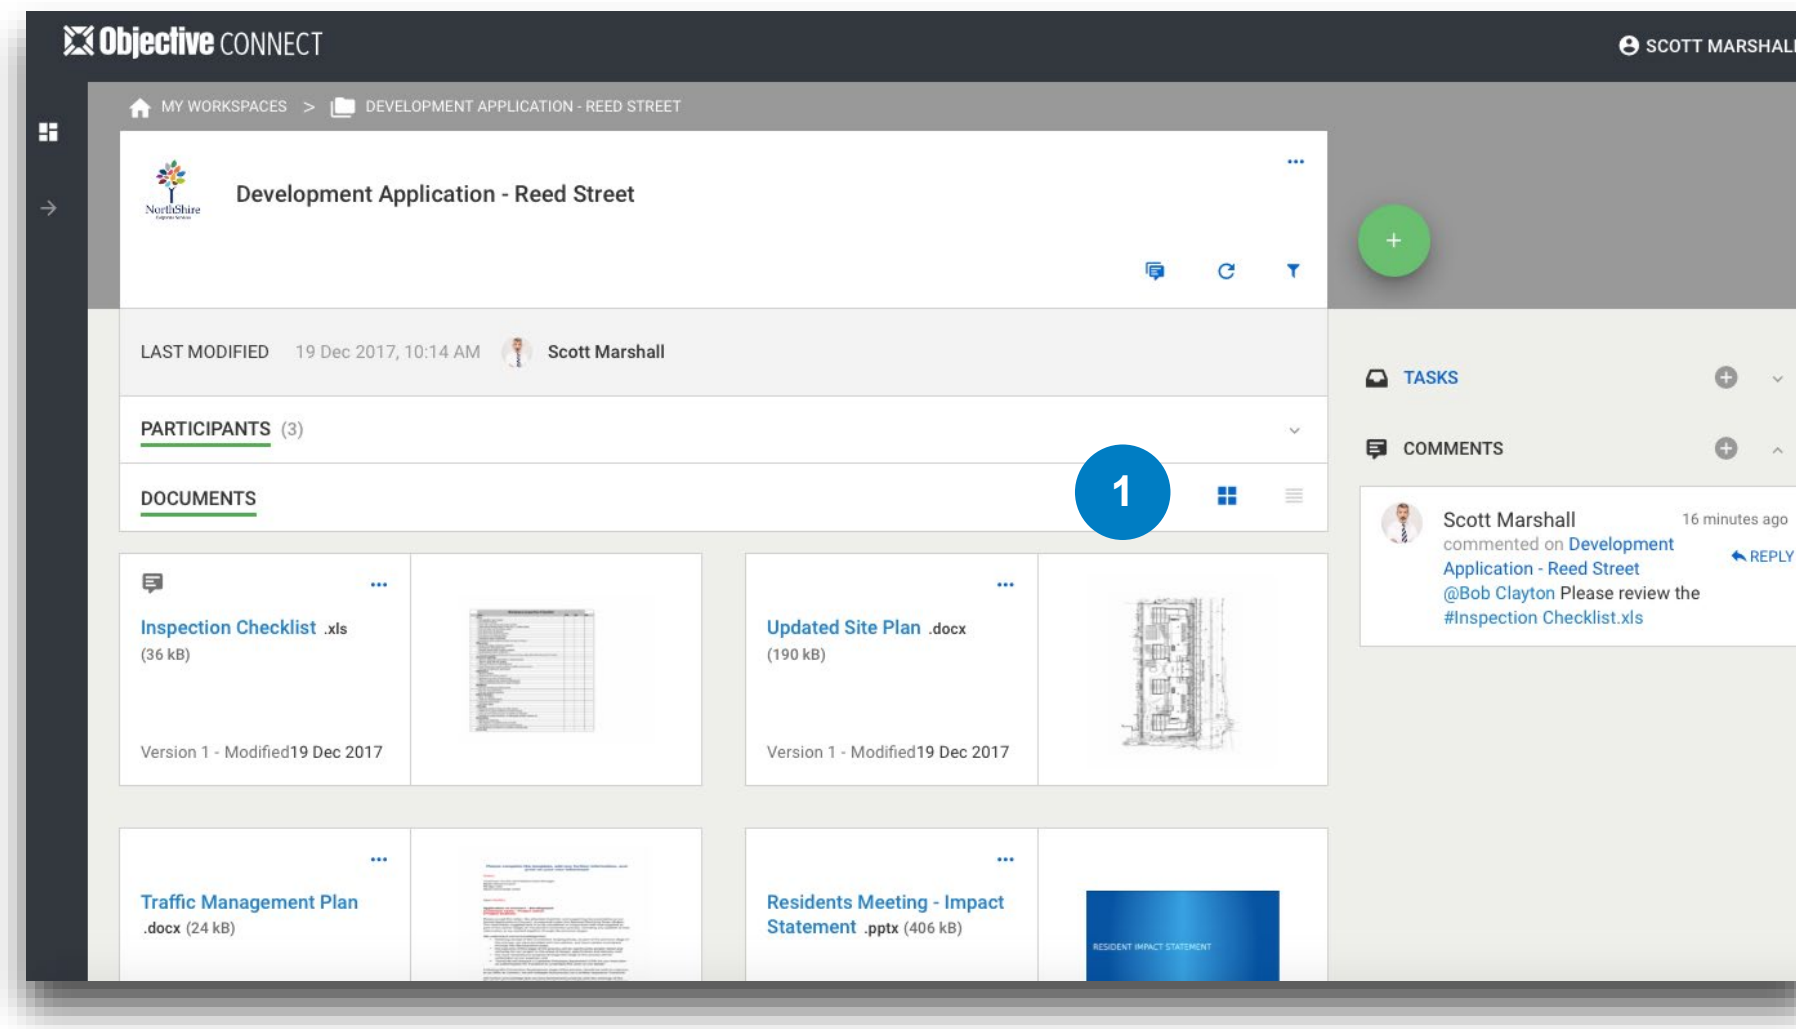 Objective CONNECT
SCOTT MARSHALL
MY WORKSPACES > DEVELOPMENT APPLICATION - REED STREET
NorthShire
Development Application - Reed Street
LAST MODIFIED 19 Dec 2017, 10:14 AM Scott Marshall
PARTICIPANTS (3)
DOCUMENTS
1
Inspection Checklist .xls
(36 kB)
Version 1 - Modified19 Dec 2017
Updated Site Plan .docx
(190 kB)
Version 1 - Modified19 Dec 2017
Traffic Management Plan
.docx (24 kB)
Residents Meeting - Impact
Statement .pptx (406 kB)
RESIDENT IMPACT STATEMENT
TASKS
COMMENTS
Scott Marshall 16 minutes ago
commented on Development
REPLY
Application - Reed Street
@Bob Clayton Please review the
#Inspection Checklist.xls